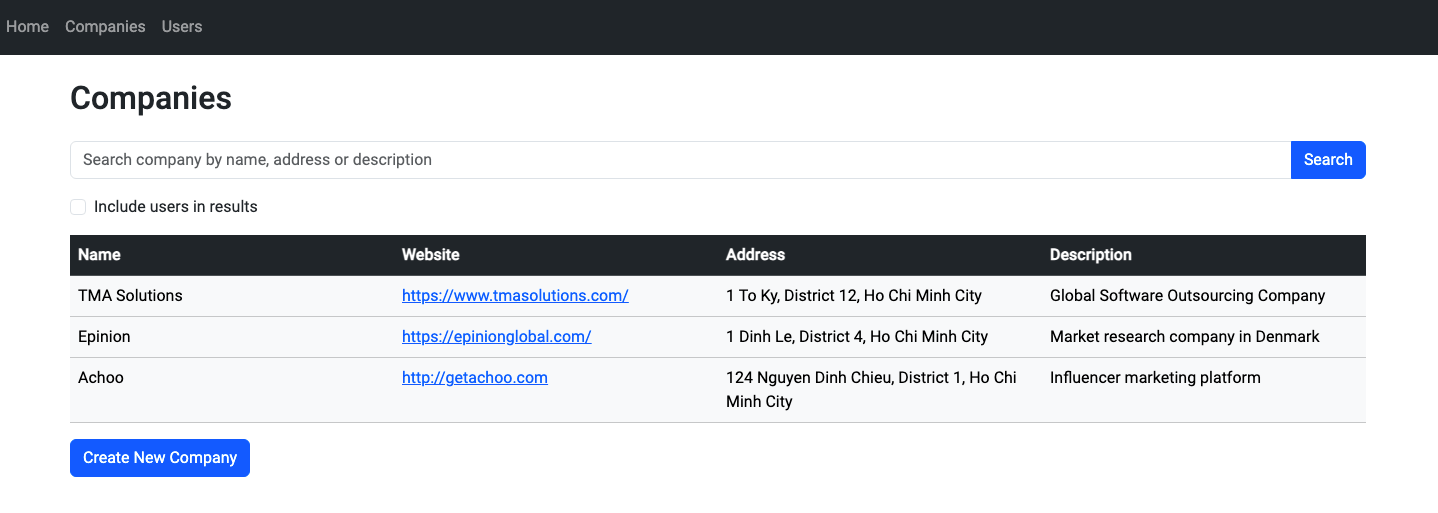 Home Companies Users
Companies
Search company by name, address or description Search
Include users in results
Name Website Address Description
TMA Solutions https://www.tmasolutions.com/ 1 To Ky, District 12, Ho Chi Minh City Global Software Outsourcing Company
Epinion https://epinionglobal.com/ 1 Dinh Le, District 4, Ho Chi Minh City Market research company in Denmark
Achoo http://getachoo.com 124 Nguyen Dinh Chieu, District 1, Ho Chi Influencer marketing platform
Minh City
Create New Company